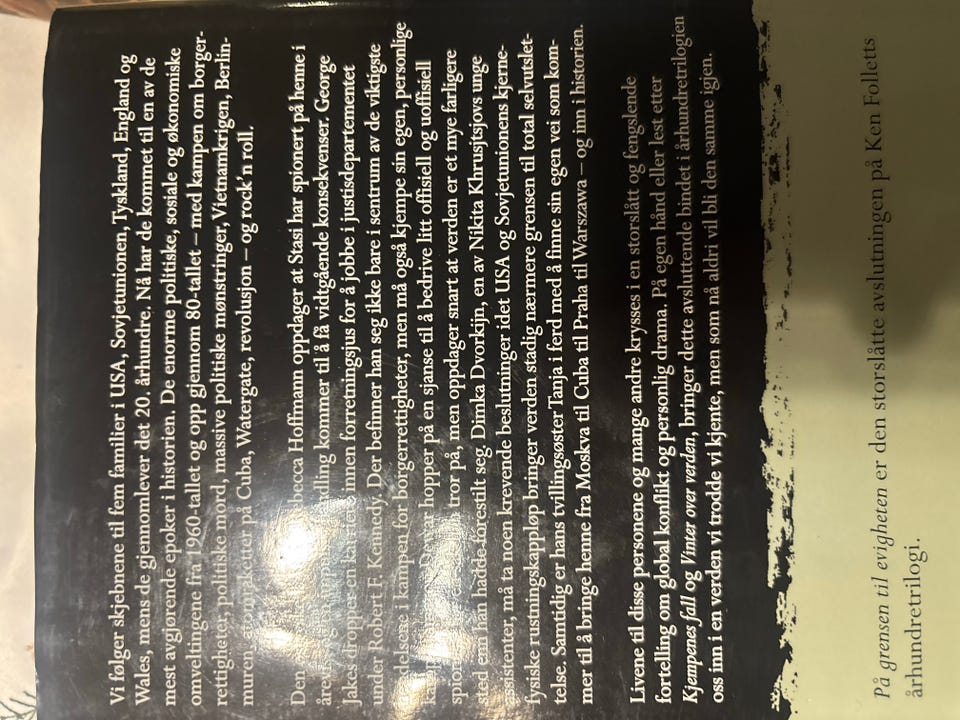 Vi følger skjebnene til fem familier i USA, Sovjetunionen, Tyskland, England og
Wales, mens de gjennomlever det 20. århundre. Nå har de kommet til en av de
mest avgjørende epoker i historien. De enorme politiske, sosiale og økonomiske
omveltningene fra 1960-tallet og opp gjennom 80-tallet – med kampen om borger-
rettigheter, politiske mord, massive politiske mønstringer, Vietnamkrigen, Berlin-
muren, atomraketter på Cuba, Watergate, revolusjon – og rock'n roll.
Den becca Hoffmann oppdager at Stasi har spionert på henne i
årevis, og kommer til å få vidtgående konsekvenser. George
Jakes dropper en karriere innen forretningsjus for å jobbe i justisdepartementet
under Robert F. Kennedy. Der befinner han seg ikke bare i sentrum av de viktigste
i kampen for borgerrettigheter, men må også kjempe sin egen, personlige
hopper på en sjanse til å bedrive litt offisiell og uoffisiell
tror på, men oppdager snart at verden er et mye farligere
sted enn han hadde forestilt seg. Dimka Dvorkijn, en av Nikita Khrusjtsjovs unge
assistenter, må ta noen krevende beslutninger idet USA og Sovjetunionens kjerne-
fysiske rustningskappløp bringer verden stadig nærmere grensen til total selvutslet-
telse. Samtidig er hans tvillingsøster Tanja i ferd med å finne sin egen vei som kom-
mer til å bringe henne fra Moskva til Cuba til Praha til Warszawa – og inn i historien.
Livene til disse personene og mange andre krysses i en storslått og fengslende
fortelling om global konflikt og personlig drama. På egen hånd eller lest etter
Kjempenes fall og Vinter over verden, bringer dette avsluttende bindet i århundretrilogien
oss inn i en verden vi trodde vi kjente, men som nå aldri vil bli den samme igjen.
På grensen til evigheten er den storslåtte avslutningen på Ken Folletts
århundretrilogi.